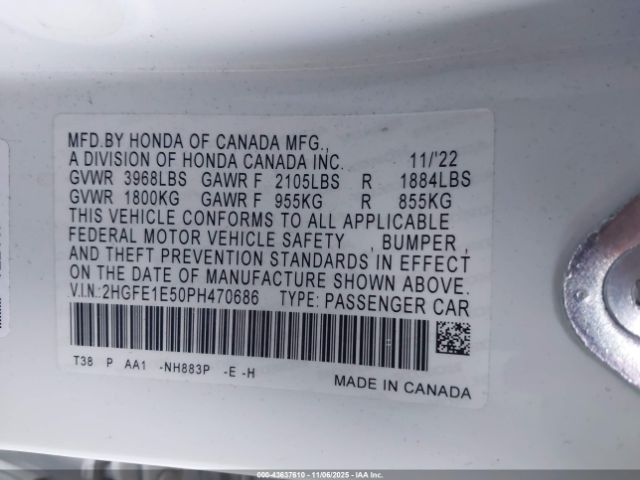 MFD.BY HONDA OF CANADA MFG.,
A DIVISION OF HONDA CANADA INC. 11/'22
GVWR 3968LBS GAWR F 2105LBS R 1884LBS
GVWR 1800KG GAWR F 955KG R 855KG
THIS VEHICLE CONFORMS TO ALL APPLICABLE
FEDERAL MOTOR VEHICLE SAFETY , BUMPER ,
AND THEFT PREVENTION STANDARDS IN EFFECT
ON THE DATE OF MANUFACTURE SHOWN ABOVE.
V.I.N.:2HGFE1E50PH470686 TYPE: PASSENGER CAR
T38 P AA1 -NH883P -E -H
MADE IN CANADA
000-43637610 - 11/06/2025 - IAA Inc.